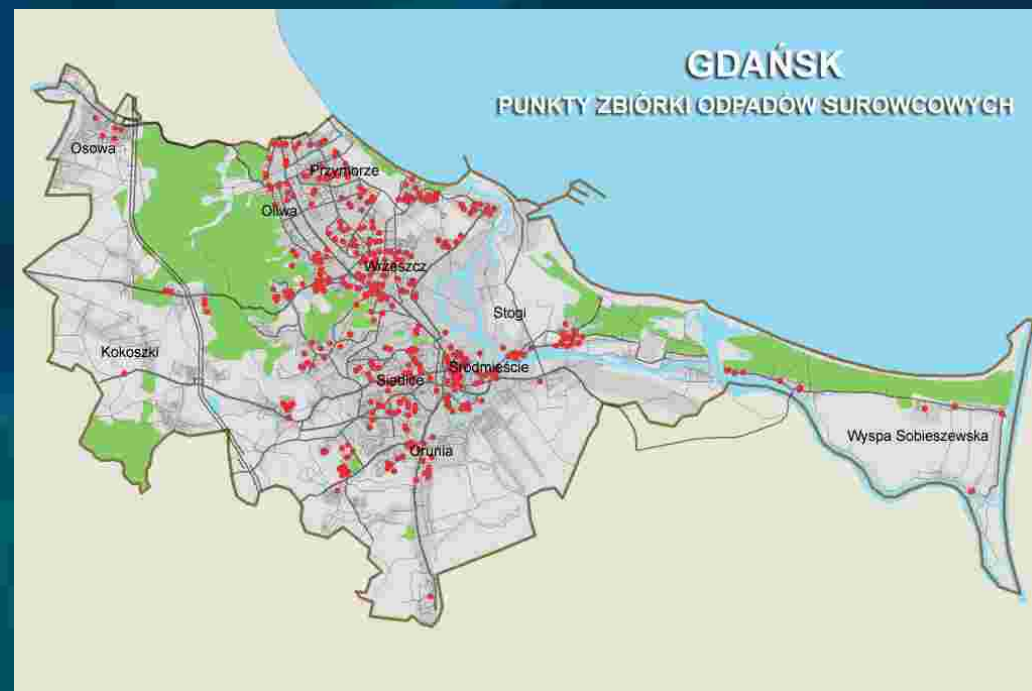 GDAŃSK
PUNKTY ZBIÓRKI ODPADÓW SUROWCOWYCH
Osowa
Przymorze
Oliwa
Wrzeszcz
Stogi
Kokoszki
Siedlce
Śródmieście
Wyspa Sobieszewska
Orunia